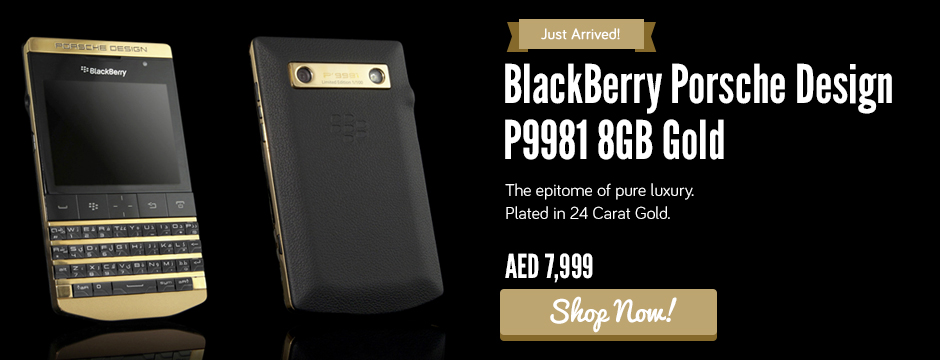 PORSCHE DESIGN
BlackBerry
P'9981
Just Arrived!
BlackBerry Porsche Design
P9981 8GB Gold
The epitome of pure luxury.
Plated in 24 Carat Gold.
AED 7,999
Shop Now!